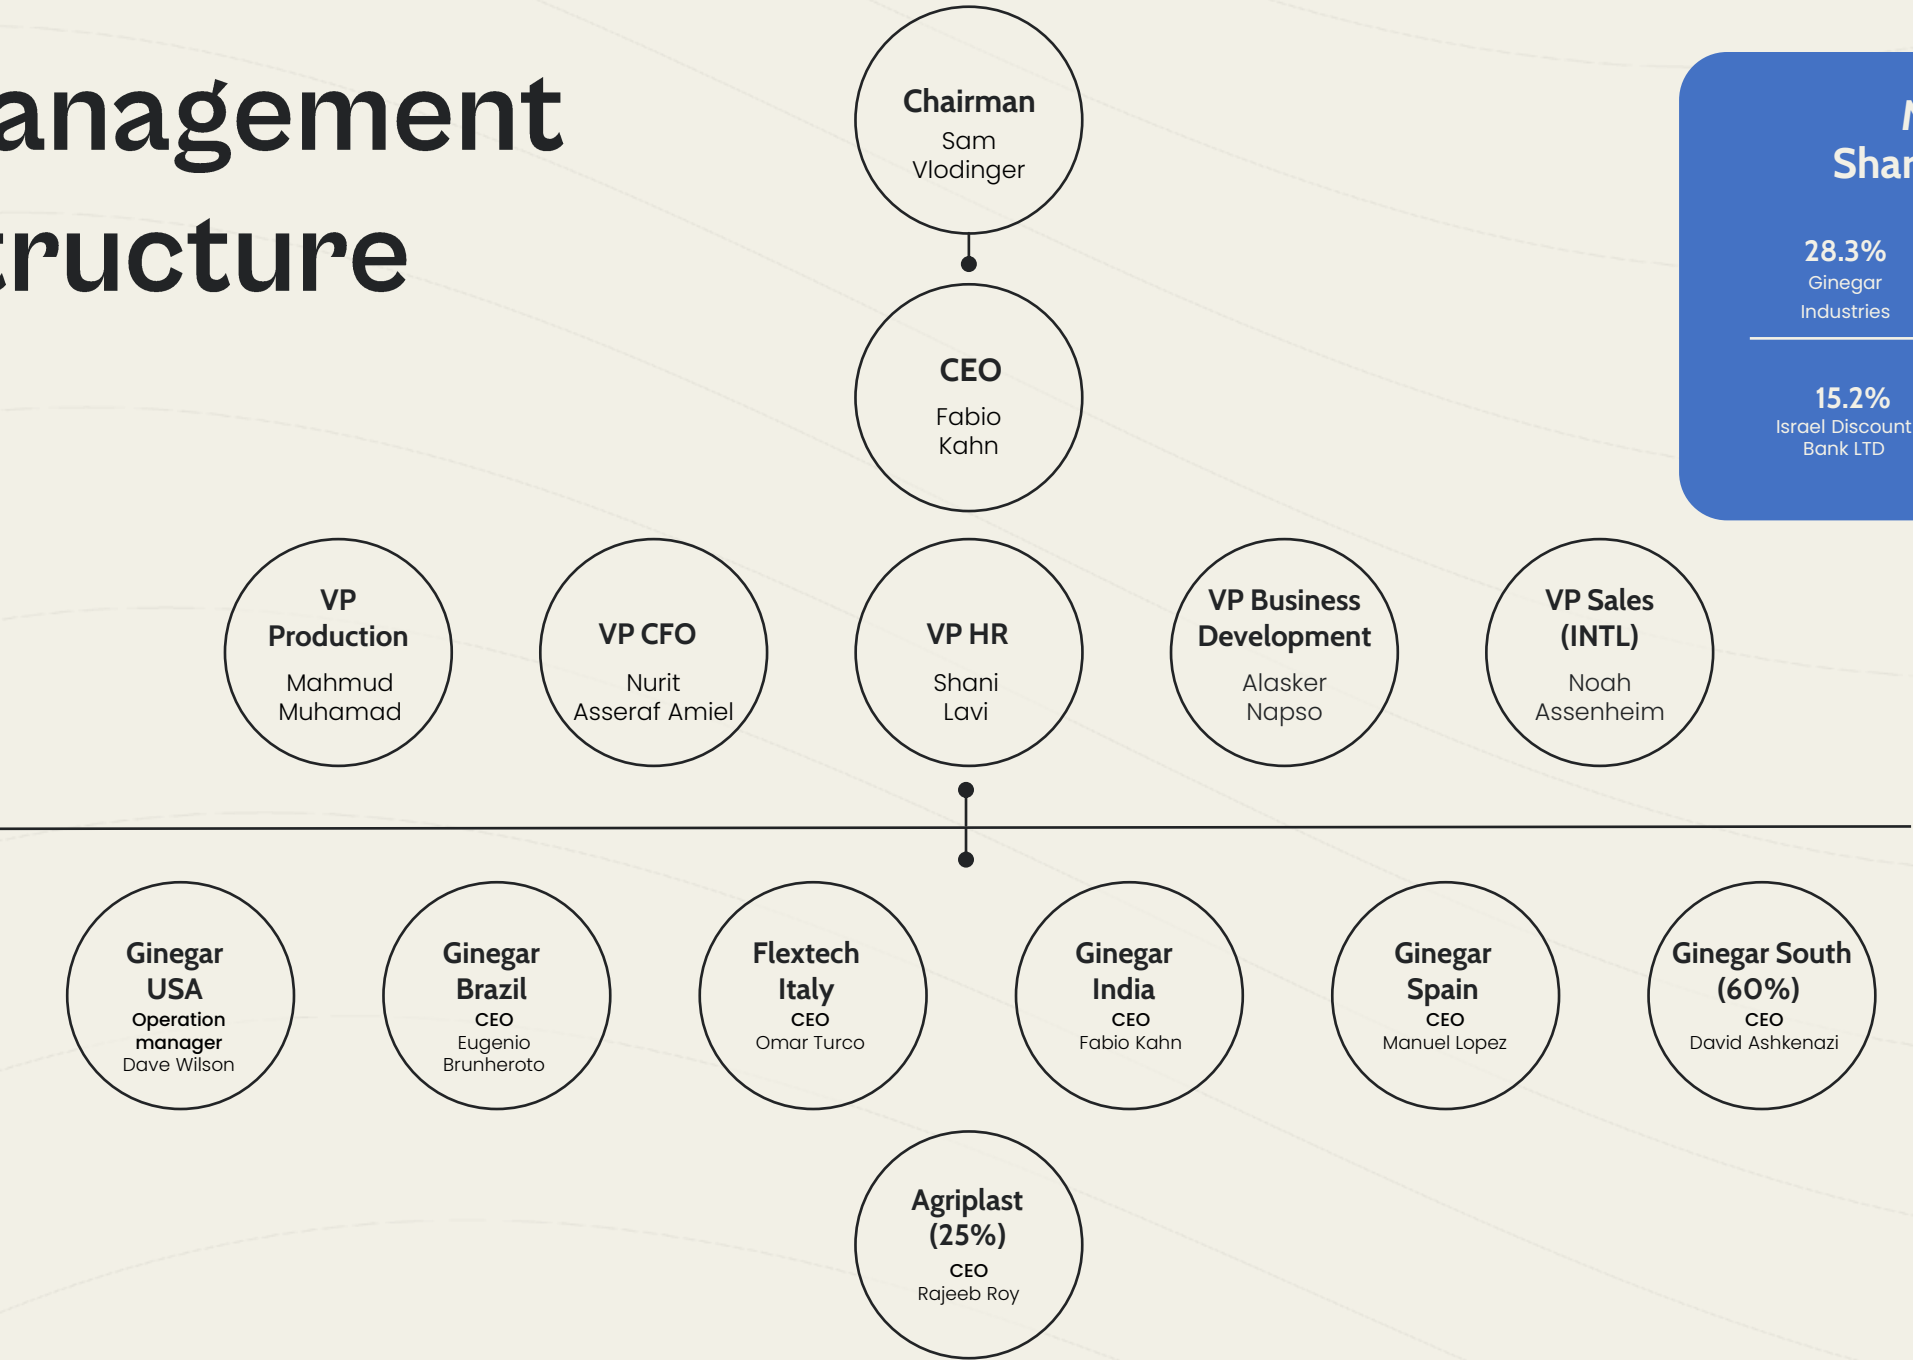 anagement
tructure
Chairman
Sam
Vlodinger
CEO
Fabio
Kahn
28.3%
Ginegar
Industries
15.2%
Israel Discount
Bank LTD
VP
Production
Mahmud
Muhamad
VP CFO
Nurit
Asseraf Amiel
VP HR
Shani
Lavi
VP Business
Development
Alasker
Napso
VP Sales
(INTL)
Noah
Assenheim
Ginegar
USA
Operation
manager
Dave Wilson
Ginegar
Brazil
CEO
Eugenio
Brunheroto
Flextech
Italy
CEO
Omar Turco
Ginegar
India
CEO
Fabio Kahn
Ginegar
Spain
CEO
Manuel Lopez
Ginegar South
(60%)
CEO
David Ashkenazi
Agriplast
(25%)
CEO
Rajeeb Roy